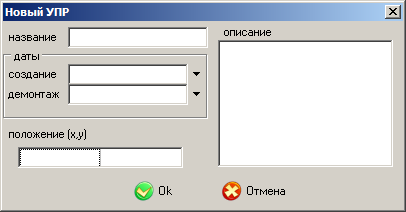 Новый УПР
название
описание
даты
создание
демонтаж
положение (x,y)
Ok
Отмена